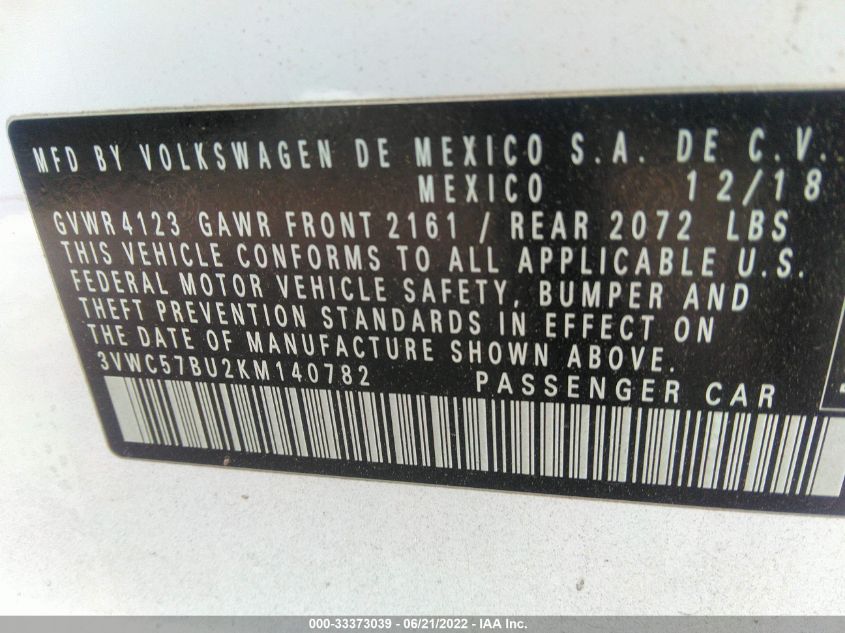 MFD BY VOLKSWAGEN DE MEXICO S.A. DE C.V.
MEXICO 12/18
GVWR 4123 GAWR FRONT 2161 / REAR 2072 LBS
THIS VEHICLE CONFORMS TO ALL APPLICABLE U.S.
FEDERAL MOTOR VEHICLE SAFETY, BUMPER AND
THEFT PREVENTION STANDARDS IN EFFECT ON
THE DATE OF MANUFACTURE SHOWN ABOVE.
3VWC57BU2KM140782 PASSENGER CAR
000-33373039 - 06/21/2022 - IAA Inc.